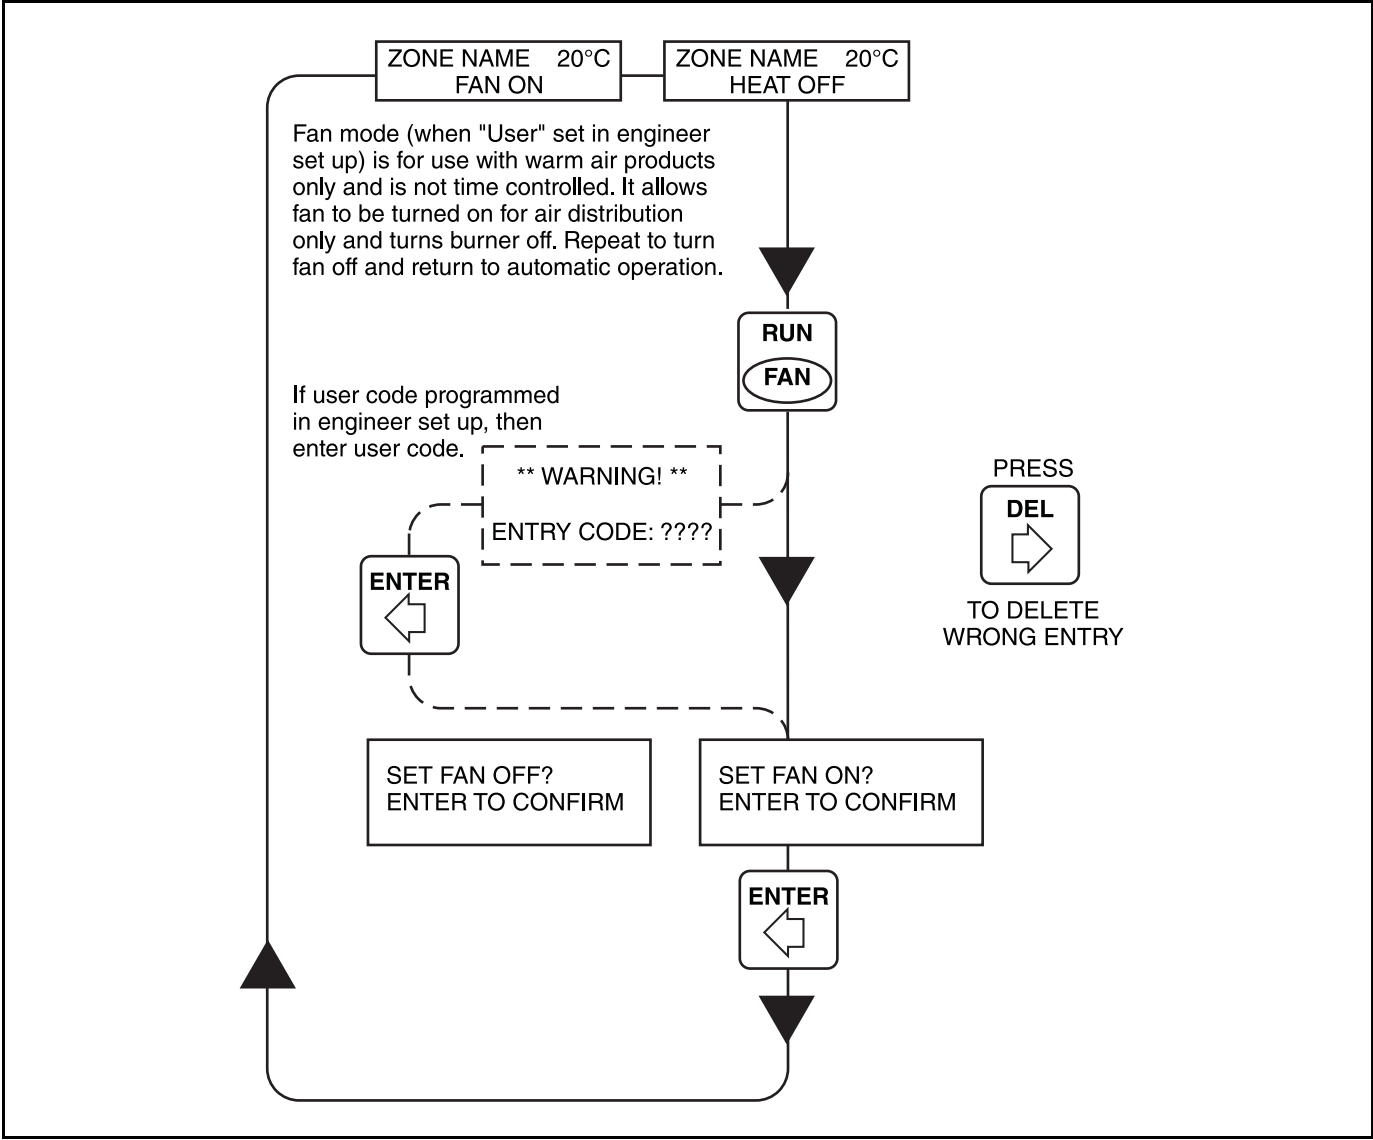 ZONE NAME 20°C
FAN ON
ZONE NAME 20°C
HEAT OFF
Fan mode (when "User" set in engineer
set up) is for use with warm air products
only and is not time controlled. It allows
fan to be turned on for air distribution
only and turns burner off. Repeat to turn
fan off and return to automatic operation.
RUN
FAN
If user code programmed
in engineer set up, then
enter user code.
** WARNING! **
ENTRY CODE: ????
ENTER
PRESS
DEL
TO DELETE
WRONG ENTRY
SET FAN OFF?
ENTER TO CONFIRM
SET FAN ON?
ENTER TO CONFIRM
ENTER